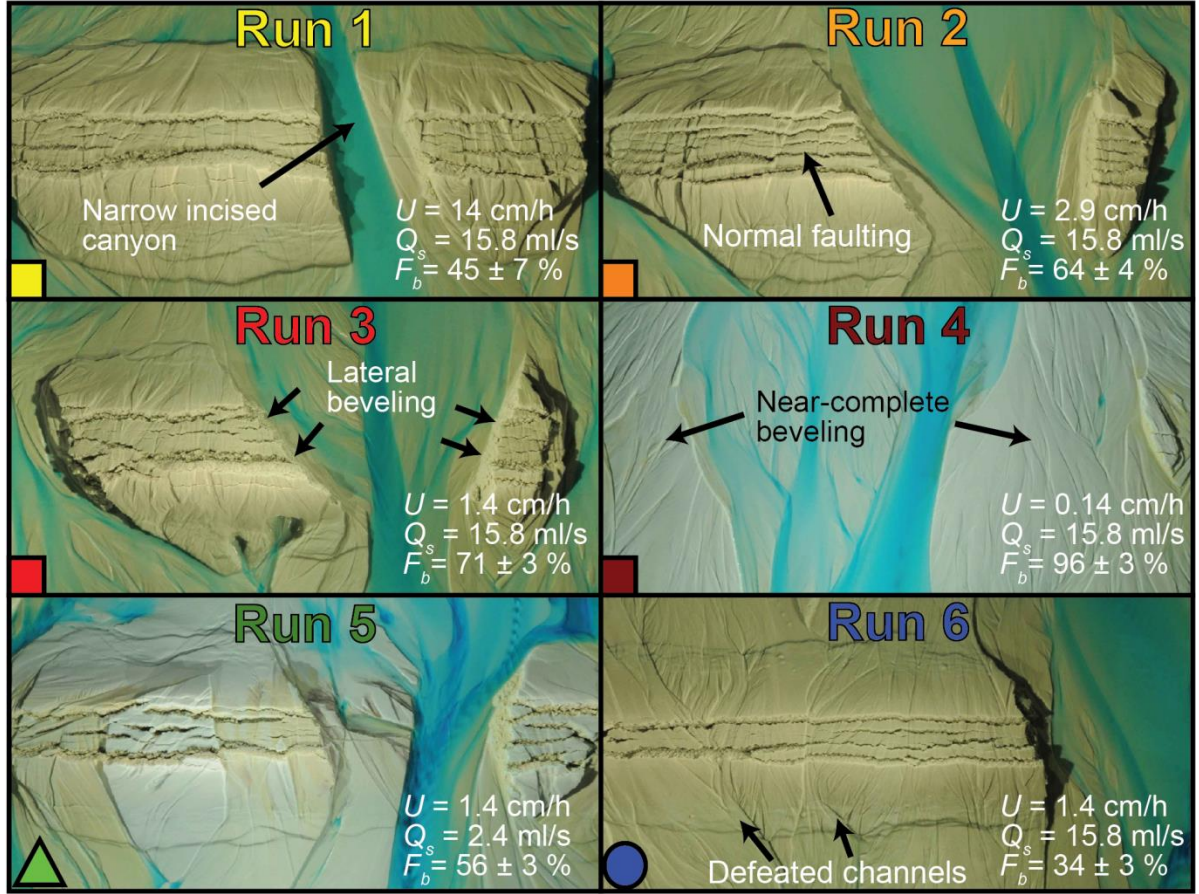 Run 1
Narrow incised
canyon
U = 14 cm/h
Qs = 15.8 ml/s
Fb = 45 ± 7 %
Run 2
Normal faulting
U = 2.9 cm/h
Qs = 15.8 ml/s
Fb = 64 ± 4 %
Run 3
Lateral
beveling
U = 1.4 cm/h
Qs = 15.8 ml/s
Fb = 71 ± 3 %
Run 4
Near-complete
beveling
U = 0.14 cm/h
Qs = 15.8 ml/s
Fb = 96 ± 3 %
Run 5
U = 1.4 cm/h
Qs = 2.4 ml/s
Fb = 56 ± 3 %
Run 6
Defeated channels
U = 1.4 cm/h
Qs = 15.8 ml/s
Fb = 34 ± 3 %